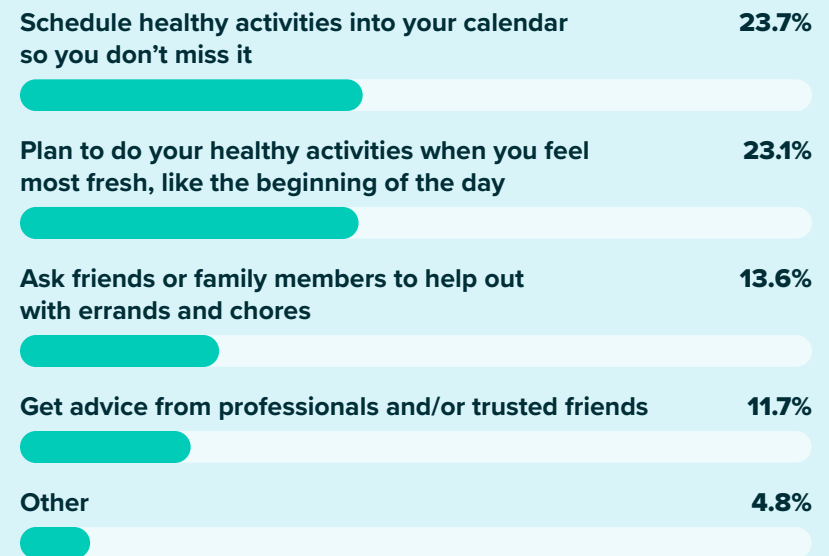 Schedule healthy activities into your calendar 23.7%
so you don’t miss it
Plan to do your healthy activities when you feel 23.1%
most fresh, like the beginning of the day
Ask friends or family members to help out 13.6%
with errands and chores
Get advice from professionals and/or trusted friends 11.7%
Other 4.8%